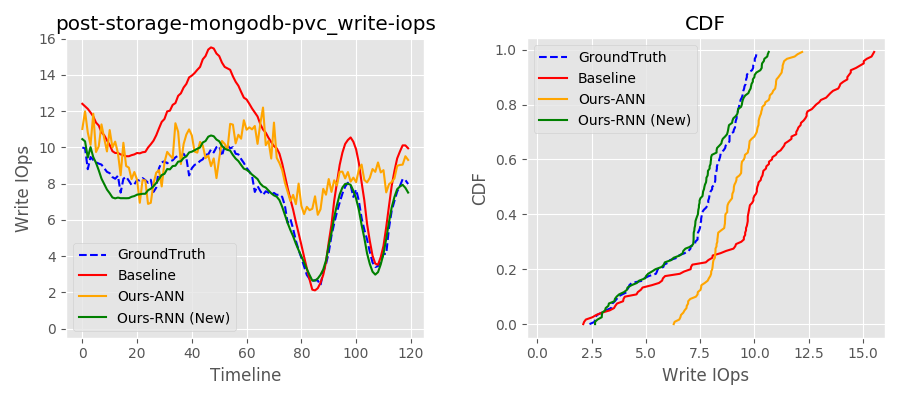 post-storage-mongodb-pvc_write-iops
16
14
12
10
8
6
4
2
0
Write IOps
GroundTruth
Baseline
Ours-ANN
Ours-RNN (New)
0
20
40
60
80
100
120
Timeline
CDF
1.0
0.8
0.6
0.4
0.2
0.0
CDF
GroundTruth
Baseline
Ours-ANN
Ours-RNN (New)
0.0
2.5
5.0
7.5
10.0
12.5
15.0
Write IOps